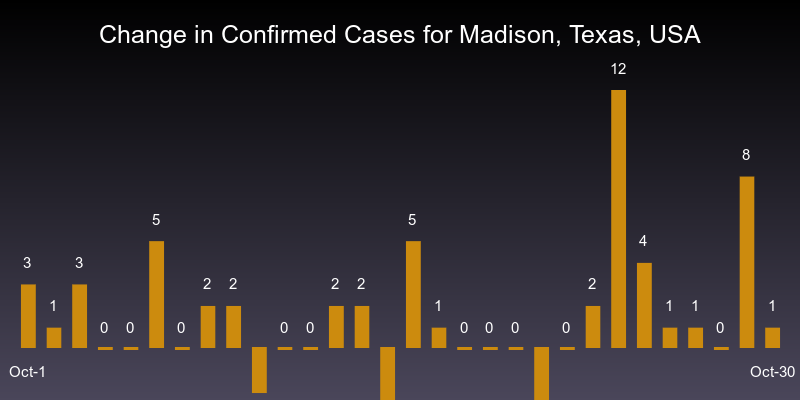 Change in Confirmed Cases for Madison, Texas, USA
3 1 3 0 0 5 0 2 2 0 0 2 2 5 1 0 0 0 0 2 12 4 1 1 0 8 1
Oct-1 Oct-30